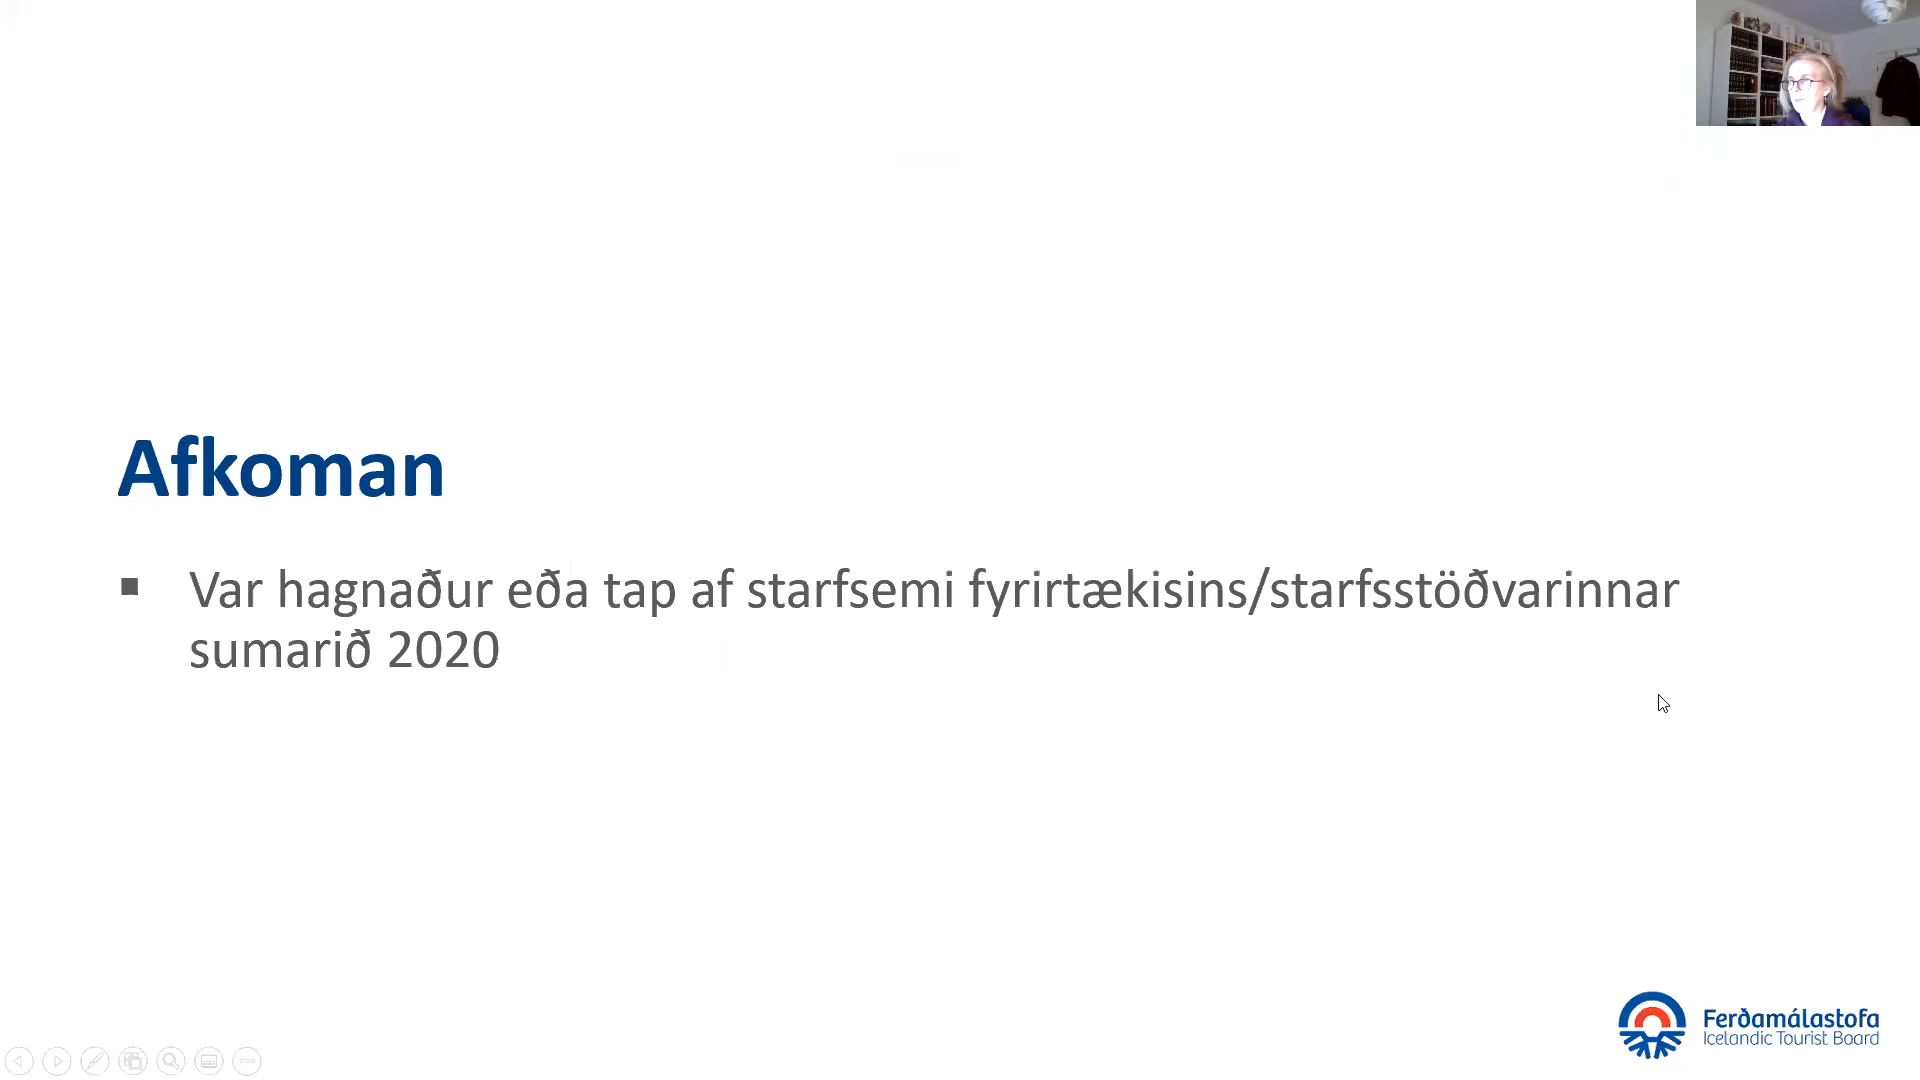 Afkoman
▪ Var hagnaður eða tap af starfsemi fyrirtækisins/starfsstöðvarinnar
sumarið 2020
Ferðamálastofa
Icelandic Tourist Board